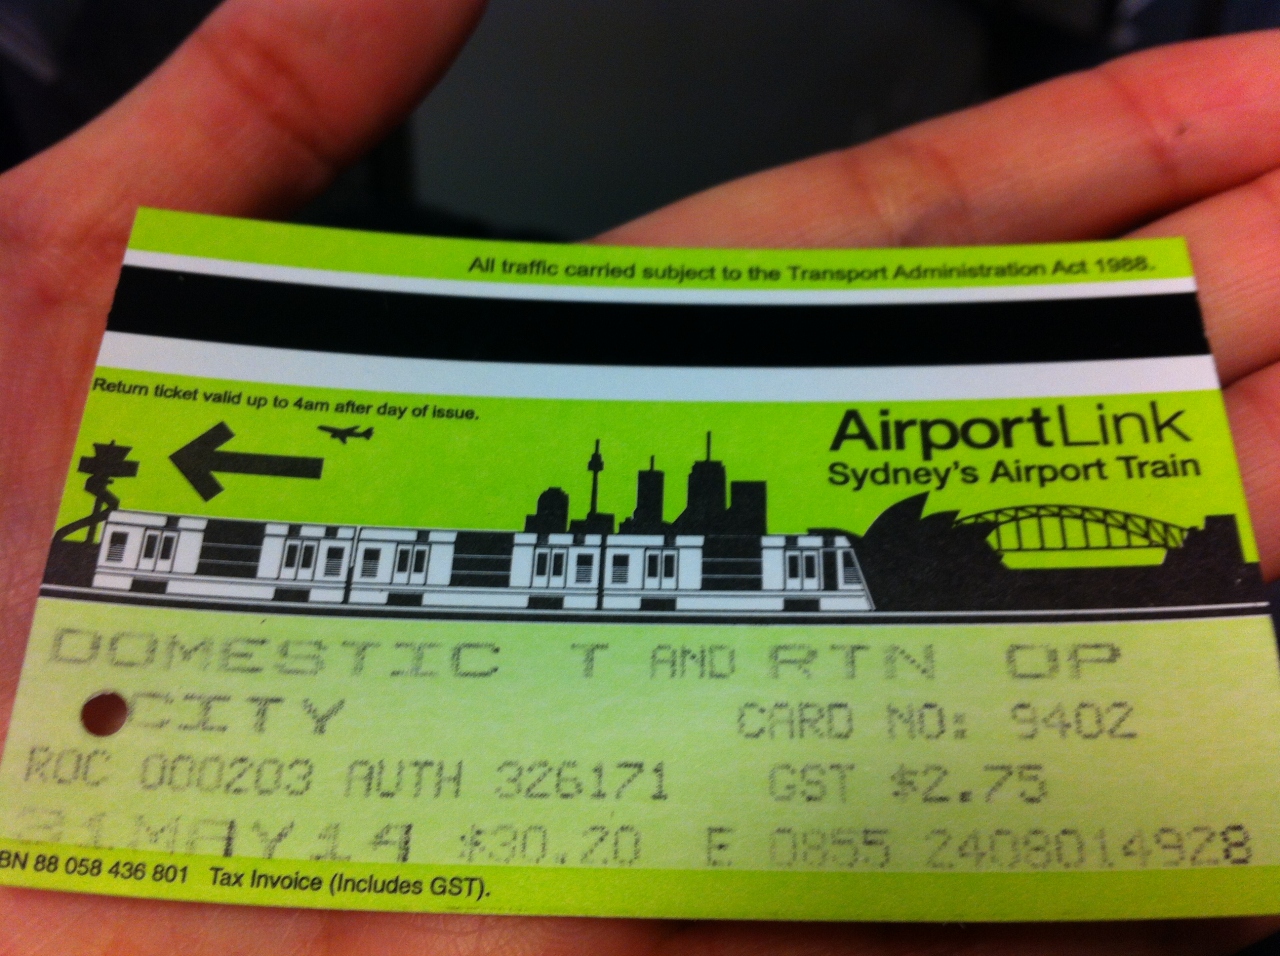 All traffic carried subject to the Transport Administration Act 1988.
Return ticket valid up to 4am after day of issue.
AirportLink
Sydney's Airport Train
DOMESTIC T AND RTN OP
CITY CARD NO: 9402
ROC 000203 AUTH 326171 GST $2.75
31MAY14 $30.20 E 0855 2408014928
BN 88 058 436 801 Tax Invoice (Includes GST).